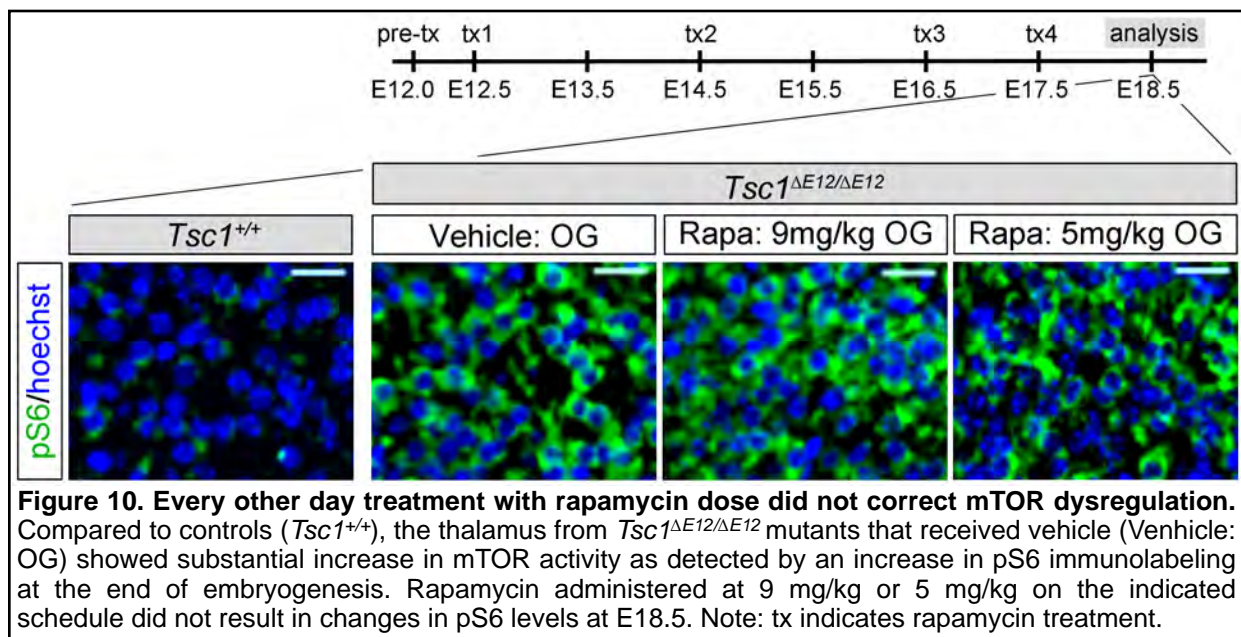 pre-tx tx1 tx2 tx3 tx4 analysis
E12.0 E12.5 E13.5 E14.5 E15.5 E16.5 E17.5 E18.5
Tsc1ΔE12/ΔE12
Tsc1+/+ Vehicle: OG Rapa: 9mg/kg OG Rapa: 5mg/kg OG
pS6/hoechst
Figure 10. Every other day treatment with rapamycin dose did not correct mTOR dysregulation.
Compared to controls (Tsc1+/+), the thalamus from Tsc1ΔE12/ΔE12 mutants that received vehicle (Venhicle:
OG) showed substantial increase in mTOR activity as detected by an increase in pS6 immunolabeling
at the end of embryogenesis. Rapamycin administered at 9 mg/kg or 5 mg/kg on the indicated
schedule did not result in changes in pS6 levels at E18.5. Note: tx indicates rapamycin treatment.